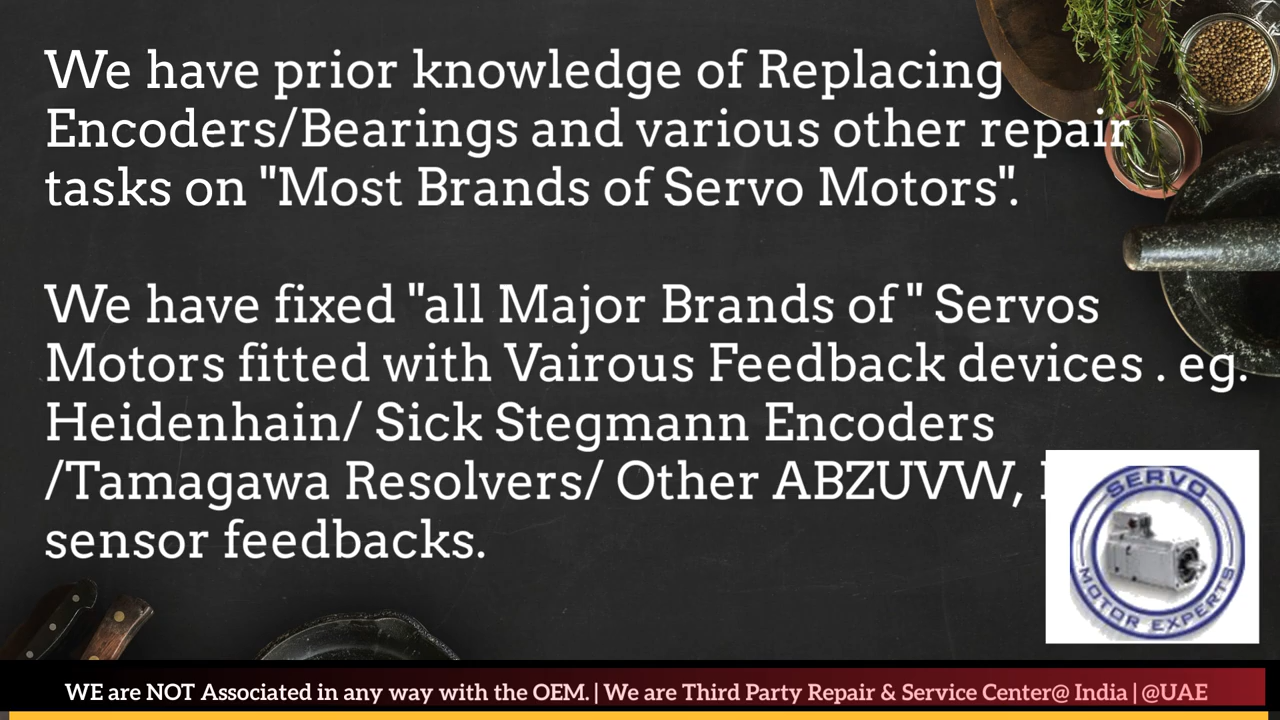 We have prior knowledge of Replacing
Encoders/Bearings and various other repair
tasks on "Most Brands of Servo Motors".
We have fixed "all Major Brands of " Servos
Motors fitted with Vairous Feedback devices . eg.
Heidenhain/ Sick Stegmann Encoders
/Tamagawa Resolvers/ Other ABZUVW,
sensor feedbacks.
SERVO
MOTOR EXPERTS
WE are NOT Associated in any way with the OEM. | We are Third Party Repair & Service Center@ India | @UAE